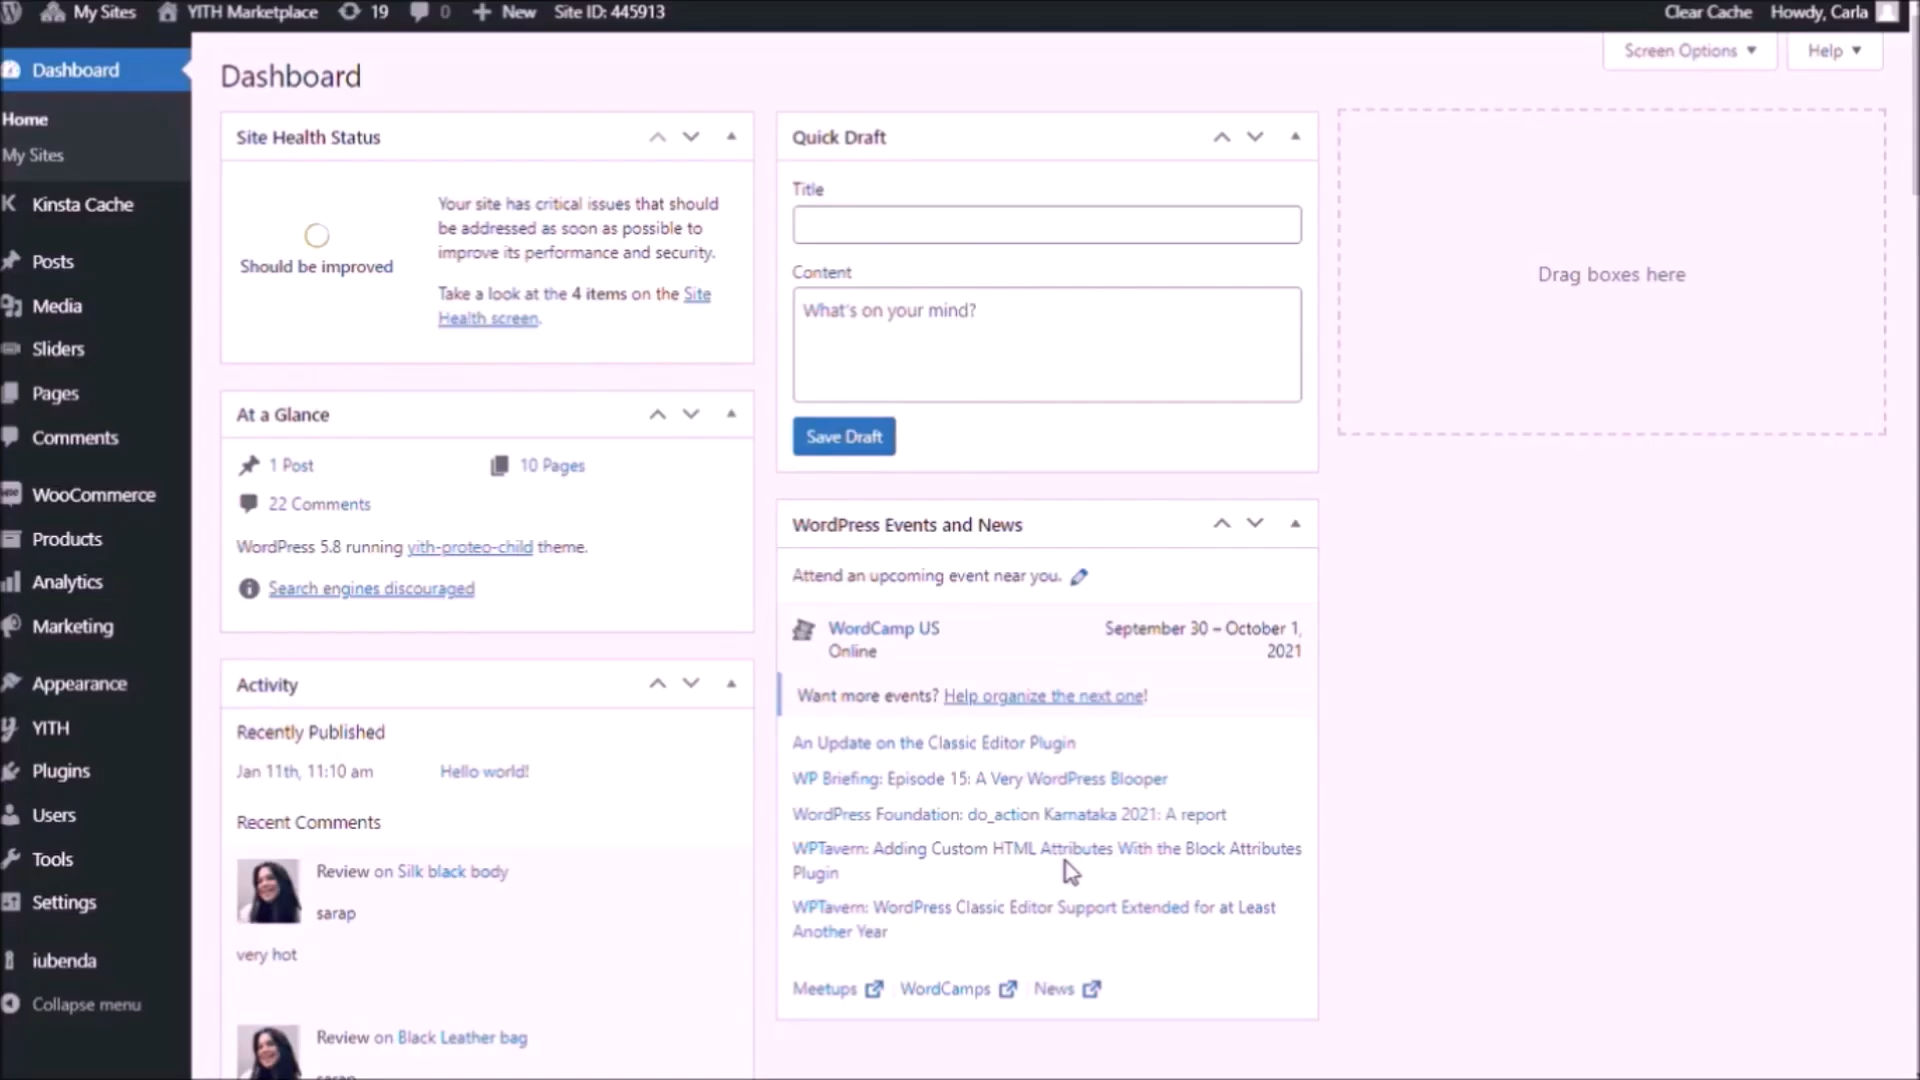 My Sites
YITH Marketplace
19
0
New
Site ID: 445913
Clear Cache
Howdy, Carla
Dashboard
Home
My Sites
Kinsta Cache
Posts
Media
Sliders
Pages
Comments
WooCommerce
Products
Analytics
Marketing
Appearance
YITH
Plugins
Users
Tools
Settings
iubenda
Collapse menu
Screen Options
Help
Dashboard
Site Health Status
Should be improved
Your site has critical issues that should
be addressed as soon as possible to
improve its performance and security.
Take a look at the 4 items on the Site
Health screen.
At a Glance
1 Post
10 Pages
22 Comments
WordPress 5.8 running yith-proteo-child theme.
Search engines discouraged
Activity
Recently Published
Jan 11th, 11:10 am
Hello world!
Recent Comments
Review on Silk black body
sarap
very hot
Review on Black Leather bag
sarap
Quick Draft
Title
Content
What's on your mind?
Save Draft
WordPress Events and News
Attend an upcoming event near you.
WordCamp US
Online
September 30 – October 1,
2021
Want more events? Help organize the next one!
An Update on the Classic Editor Plugin
WP Briefing: Episode 15: A Very WordPress Blooper
WordPress Foundation: do_action Karnataka 2021: A report
WPTavern: Adding Custom HTML Attributes With the Block Attributes
Plugin
WPTavern: WordPress Classic Editor Support Extended for at Least
Another Year
Meetups
WordCamps
News
Drag boxes here